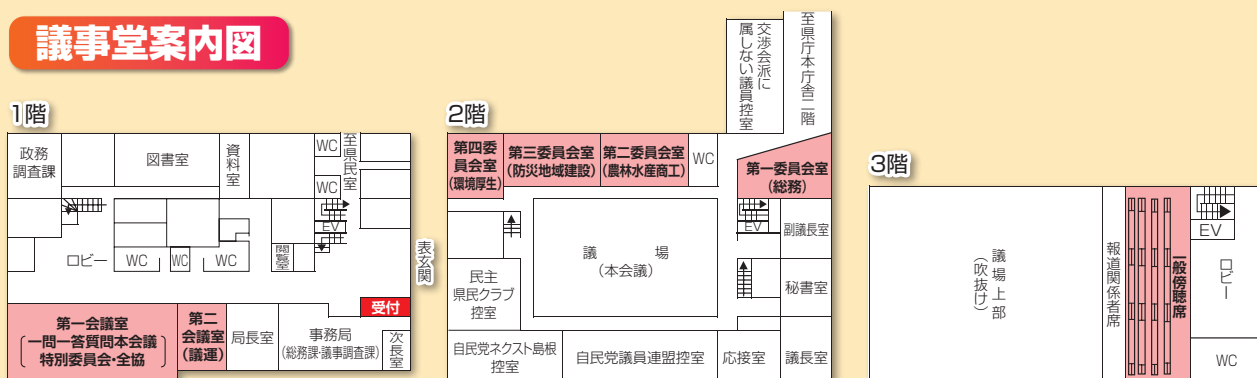 議事堂案内図
1階
政務
調査課
図書室
資料室
WC
至県民室
WC
EV
閲覧室
ロビー
WC
WC
WC
表玄関
受付
第一会議室
一問一答質問本会議
特別委員会・全協
第二
会議室
(議運)
局長室
事務局
(総務課・議事調査課)
次長室
2階
交渉会派に
属しない議員控室
至県庁本庁舎二階
第四委
員会室
(環境厚生)
第三委員会室
(防災地域建設)
第二委員会室
(農林水産商工)
WC
第一委員会室
(総務)
EV
副議長室
議場
(本会議)
民主
県民クラブ
控室
秘書室
自民党ネクスト島根
控室
自民党議員連盟控室
応接室
議長室
3階
議場上部
(吹抜け)
報道関係者席
一般傍聴席
EV
ロビー
WC